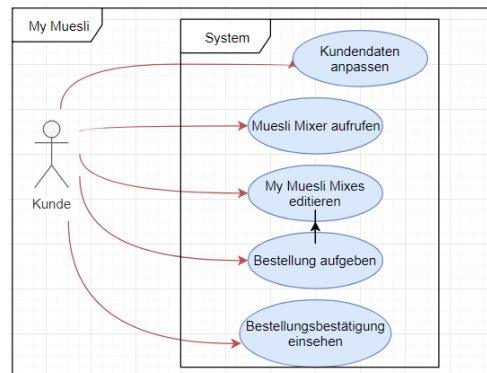 My Muesli
System
Kundendaten
anpassen
Muesli Mixer aufrufen
Kunde
My Muesli Mixes
editieren
Bestellung aufgeben
Bestellungsbestätigung
einsehen